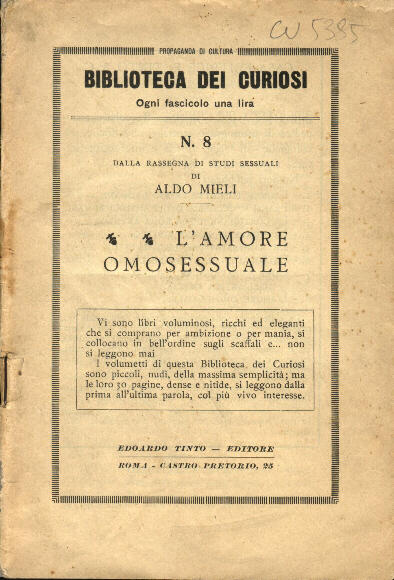 CU 5385
PROPAGANDA DI CULTURA
BIBLIOTECA DEI CURIOSI
Ogni fascicolo una lira
N. 8
DALLA RASSEGNA DI STUDI SESSUALI
DI
ALDO MIELI
L'AMORE
OMOSESSUALE
Vi sono libri voluminosi, ricchi ed eleganti
che si comprano per ambizione o per mania, si
collocano in bell'ordine sugli scaffali e... non
si leggono mai
I volumetti di questa Biblioteca dei Curiosi
sono piccoli, nudi, della massima semplicità; ma
le loro 30 pagine, dense e nitide, si leggono dalla
prima all'ultima parola, col più vivo interesse.
EDOARDO TINTO — EDITORE
ROMA - CASTRO PRETORIO, 25